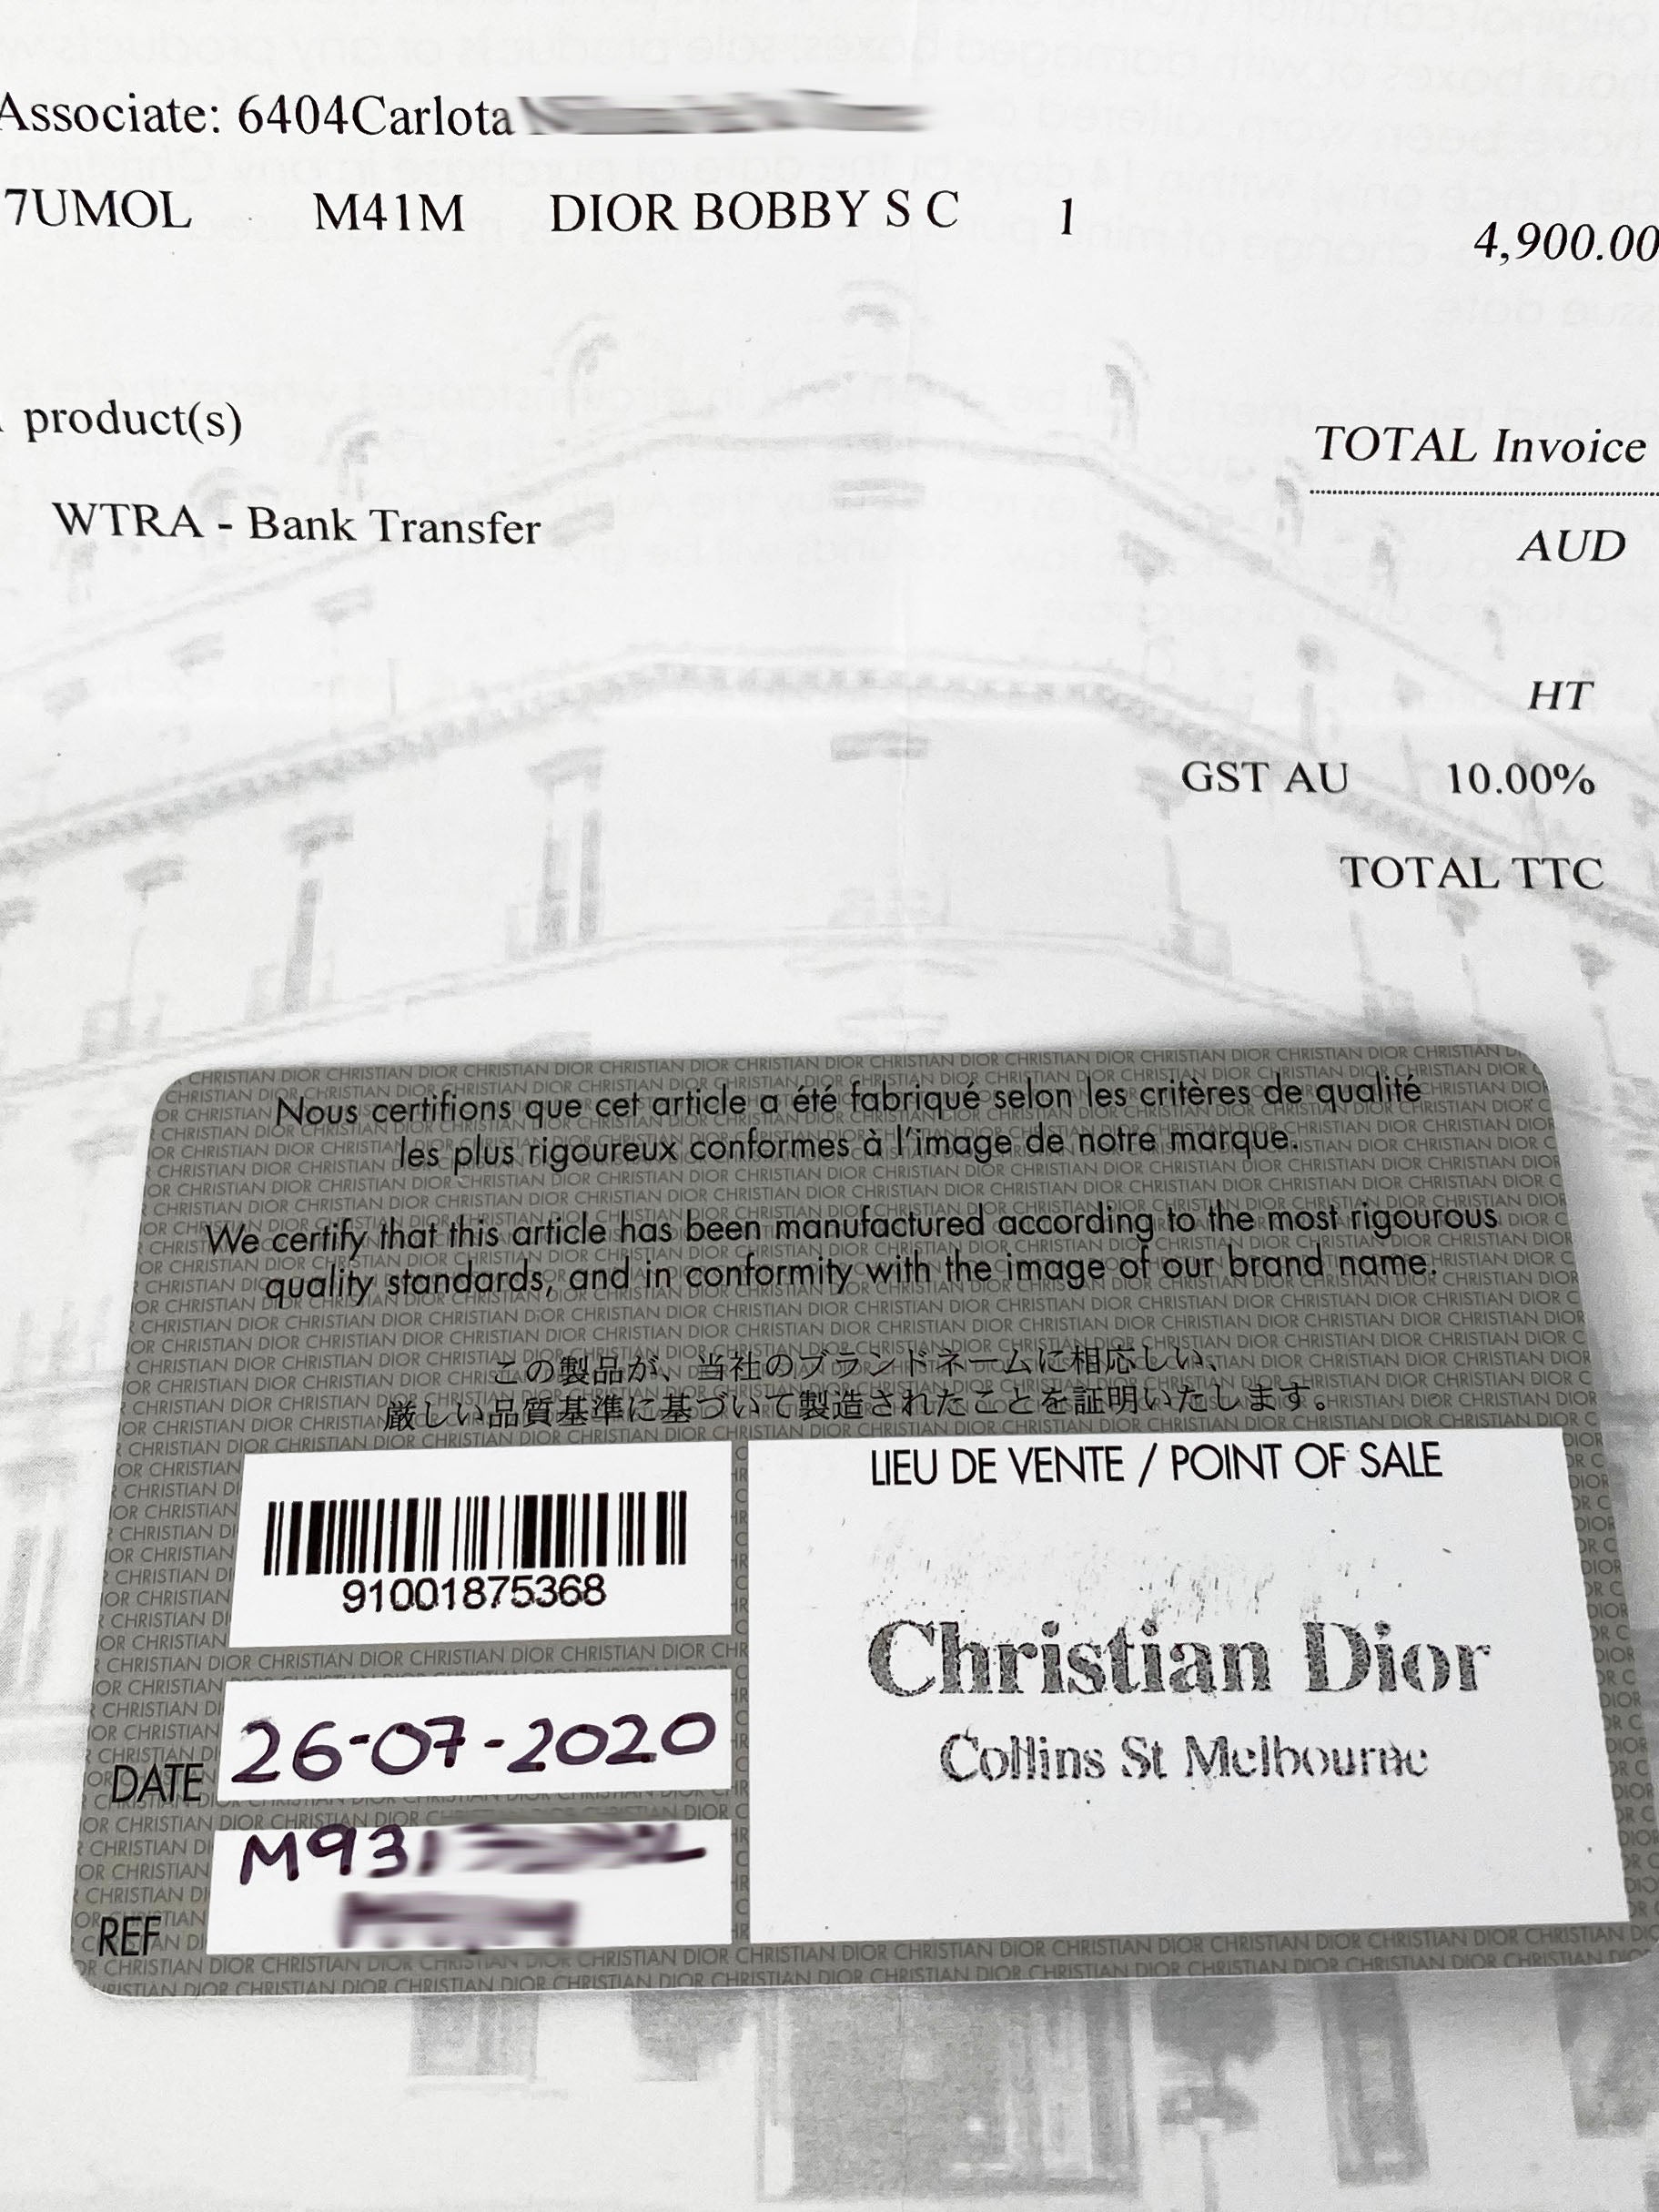 Associate: 6404Carlota
7UMOL M41M DIOR BOBBY S C 1 4,900.00
product(s)
TOTAL Invoice
WTRA - Bank Transfer
AUD
HT
GST AU 10.00%
TOTAL TTC
Nous certifions que cet article a été fabriqué selon les critères de qualité
les plus rigoureux conformes à l'image de notre marque.
We certify that this article has been manufactured according to the most rigourous
quality standards, and in conformity with the image of our brand name.
この製品が、当社のブランドネームに相応しい、
厳しい品質基準に基づいて製造されたことを証明いたします。
91001875368
DATE 26-07-2020
REF M931
LIEU DE VENTE / POINT OF SALE
Christian Dior
Collins St Melbourne